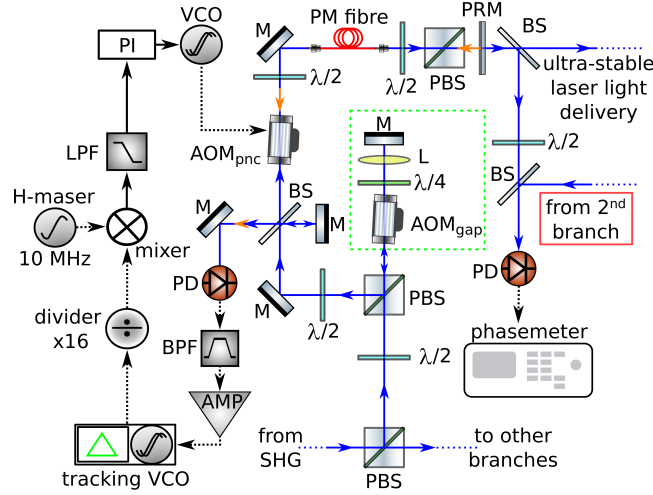 VCO
M
PM fibre
PRM
BS
PI
λ/2
λ/2
PBS
ultra-stable
laser light
delivery
LPF
AOMpnc
M
L
λ/4
λ/2
H-maser
10 MHz
mixer
M
BS
M
AOMgap
BS
from 2nd
branch
PD
M
λ/2
PBS
PD
divider
x16
BPF
λ/2
phasemeter
AMP
tracking VCO
from
SHG
PBS
to other
branches